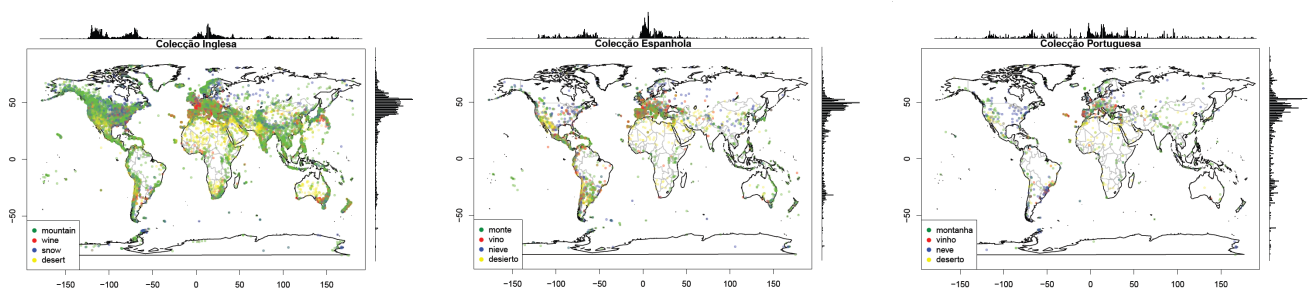 Colecção Inglesa
50
0
−50
mountain
wine
snow
desert
−150 −100 −50 0 50 100 150
Colecção Espanhola
50
0
−50
monte
vino
nieve
desierto
−150 −100 −50 0 50 100 150
Colecção Portuguesa
50
0
−50
montanha
vinho
neve
deserto
−150 −100 −50 0 50 100 150